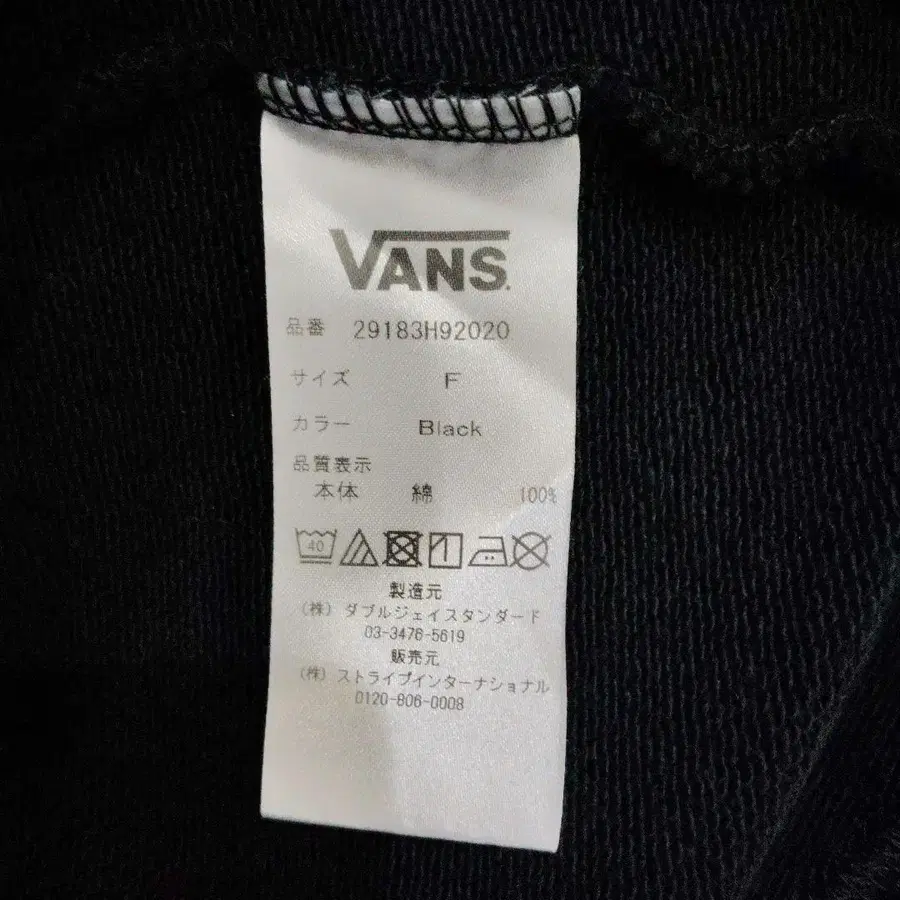 VANS.
品番 29183H92020
サイズ F
カラー Black
品質表示
本体 綿 100%
40
製造元
(株) ダブルジェイスタンダード
03-3476-5619
販売元
(株) ストライプインターナショナル
0120-806-0008